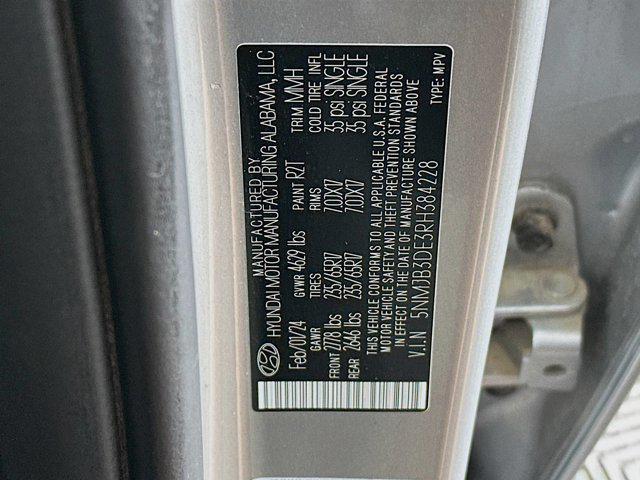 MANUFACTURED BY
HYUNDAI MOTOR MANUFACTURING ALABAMA, LLC
Feb/01/24 GVWR 4629 lbs PAINT R2T TRIM MMH
GAWR TIRES RIMS COLD TIRE INFL
FRONT 2778 lbs 235/65R17 7.0X17 35 psi SINGLE
REAR 2646 lbs 235/65R17 7.0X17 35 psi SINGLE
THIS VEHICLE CONFORMS TO ALL APPLICABLE U.S.A. FEDERAL
MOTOR VEHICLE SAFETY AND THEFT PREVENTION STANDARDS
IN EFFECT ON THE DATE OF MANUFACTURE SHOWN ABOVE
V.I.N 5NMJB3DE3RH384228 TYPE: MPV